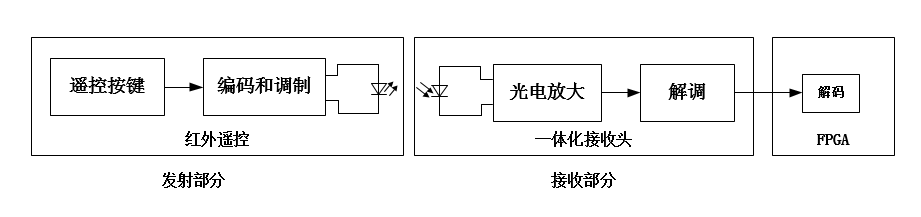 遥控按键
编码和调制
光电放大
解调
解码
红外遥控
一体化接收头
FPGA
发射部分
接收部分